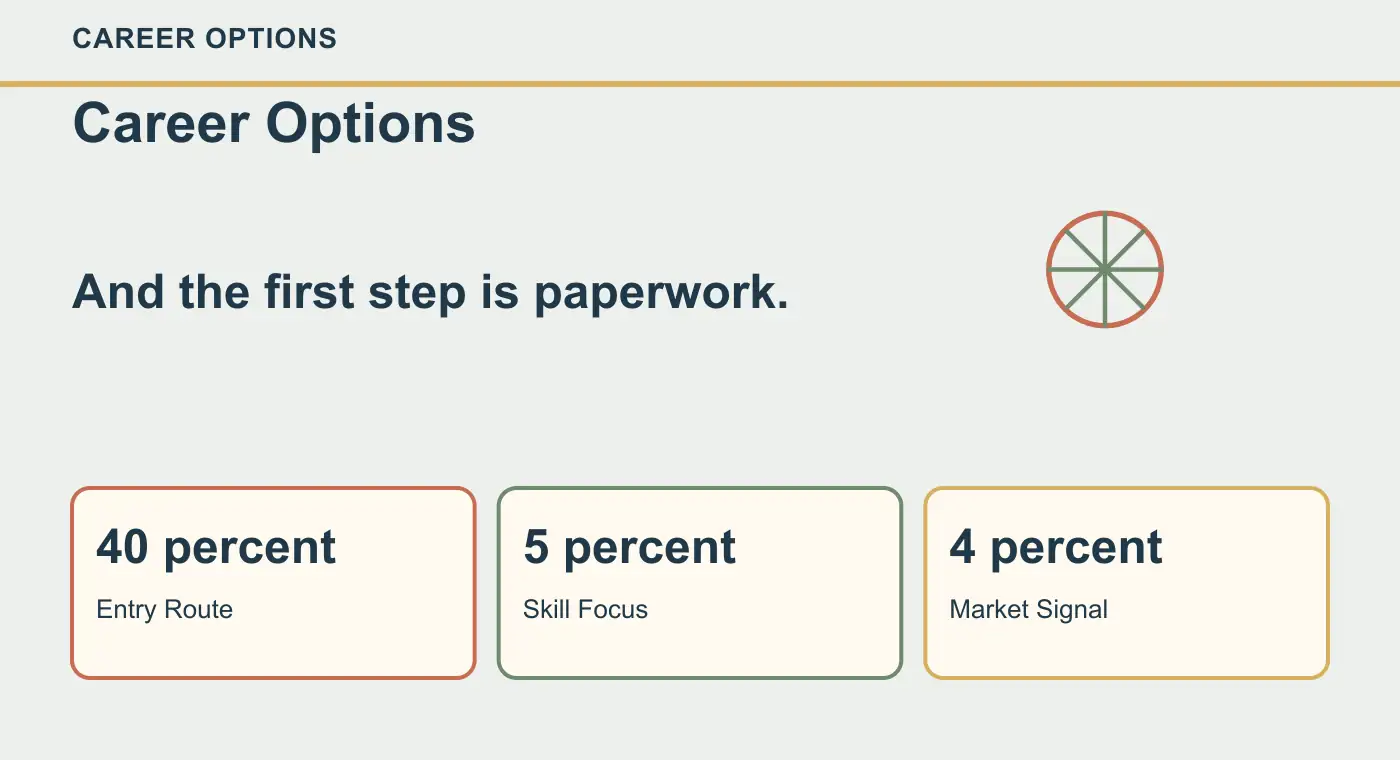 CAREER OPTIONS
Career Options
And the first step is paperwork.
40 percent
Entry Route
5 percent
Skill Focus
4 percent
Market Signal